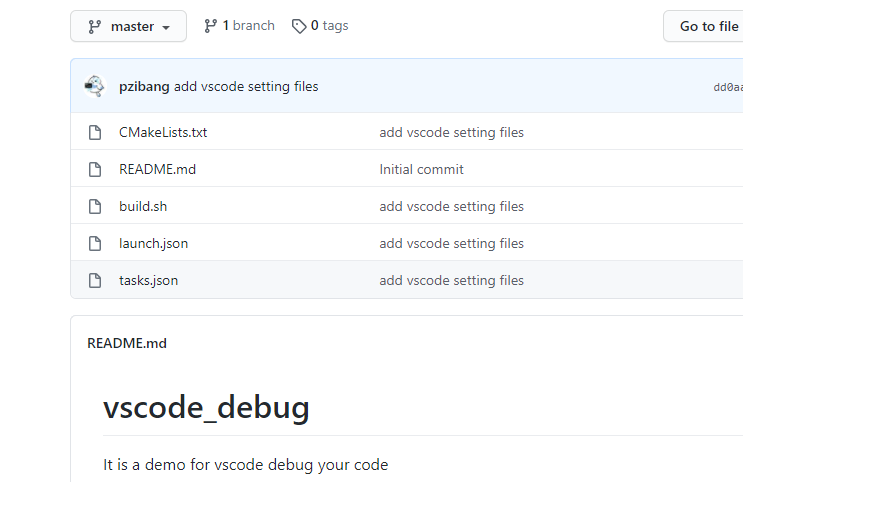 master 1 branch 0 tags Go to file
pzibang add vscode setting files
CMakeLists.txt add vscode setting files
README.md Initial commit
build.sh add vscode setting files
launch.json add vscode setting files
tasks.json add vscode setting files
README.md
vscode_debug
It is a demo for vscode debug your code